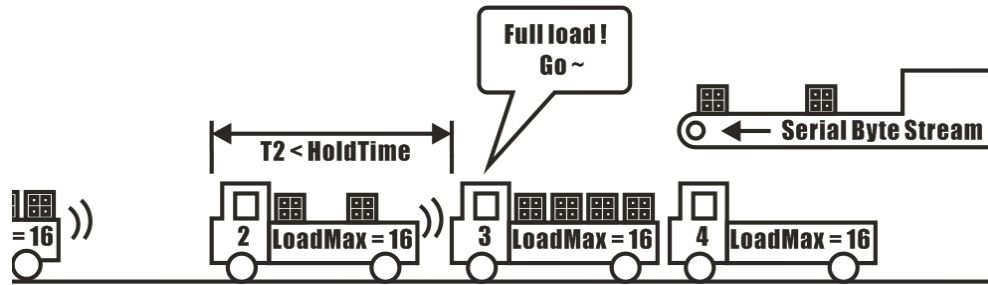 Full load !
Go ~
Serial Byte Stream
T2 < HoldTime
= 16
2
LoadMax = 16
3
LoadMax = 16
4
LoadMax = 16